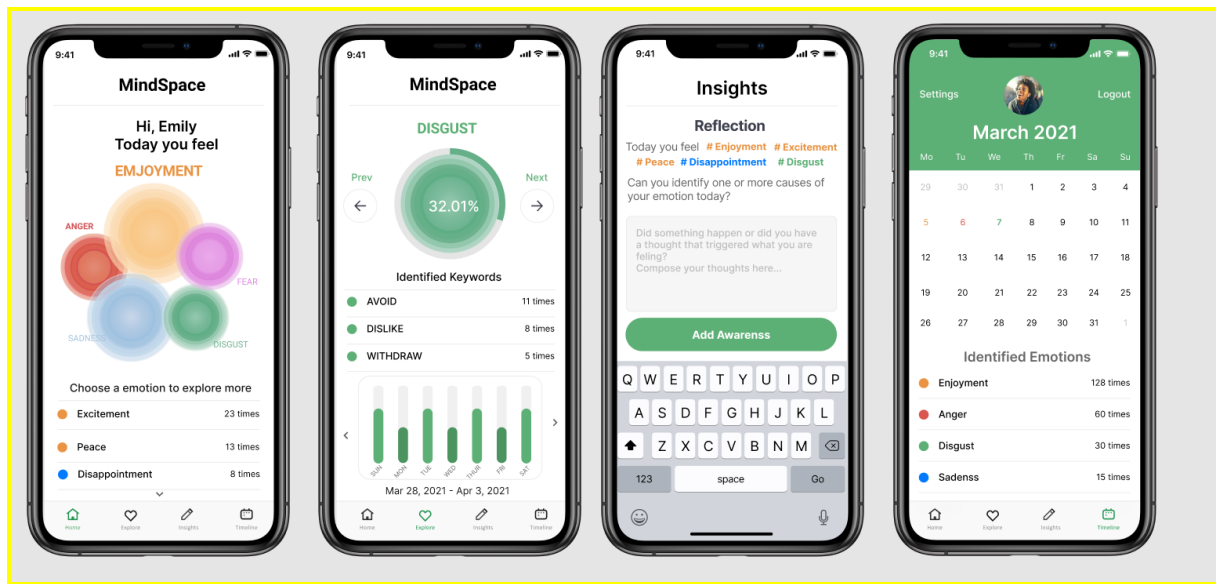 9:41
MindSpace
Hi, Emily
Today you feel
EMJOYMENT
ANGER
FEAR
SADNESS
DISGUST
Choose a emotion to explore more
Excitement 23 times
Peace 13 times
Disappointment 8 times
Home Explore Insights Timeline
9:41
MindSpace
DISGUST
Prev Next
32.01%
Identified Keywords
AVOID 11 times
DISLIKE 8 times
WITHDRAW 5 times
SUN MON TUE WED THUR FRI SAT
Mar 28, 2021 - Apr 3, 2021
Home Explore Insights Timeline
9:41
Insights
Reflection
Today you feel # Enjoyment # Excitement
# Peace # Disappointment # Disgust
Can you identify one or more causes of
your emotion today?
Did something happen or did you have
a thought that triggered what you are
feling?
Compose your thoughts here...
Add Awarenss
Q W E R T Y U I O P
A S D F G H J K L
Z X C V B N M
123 space Go
9:41
Settings Logout
March 2021
Mo Tu We Th Fr Sa Su
29 30 31 1 2 3 4
5 6 7 8 9 10 11
12 13 14 15 16 17 18
19 20 21 22 23 24 25
26 27 28 29 30 31 1
Identified Emotions
Enjoyment 128 times
Anger 60 times
Disgust 30 times
Sadenss 15 times
Home Explore Insights Timeline